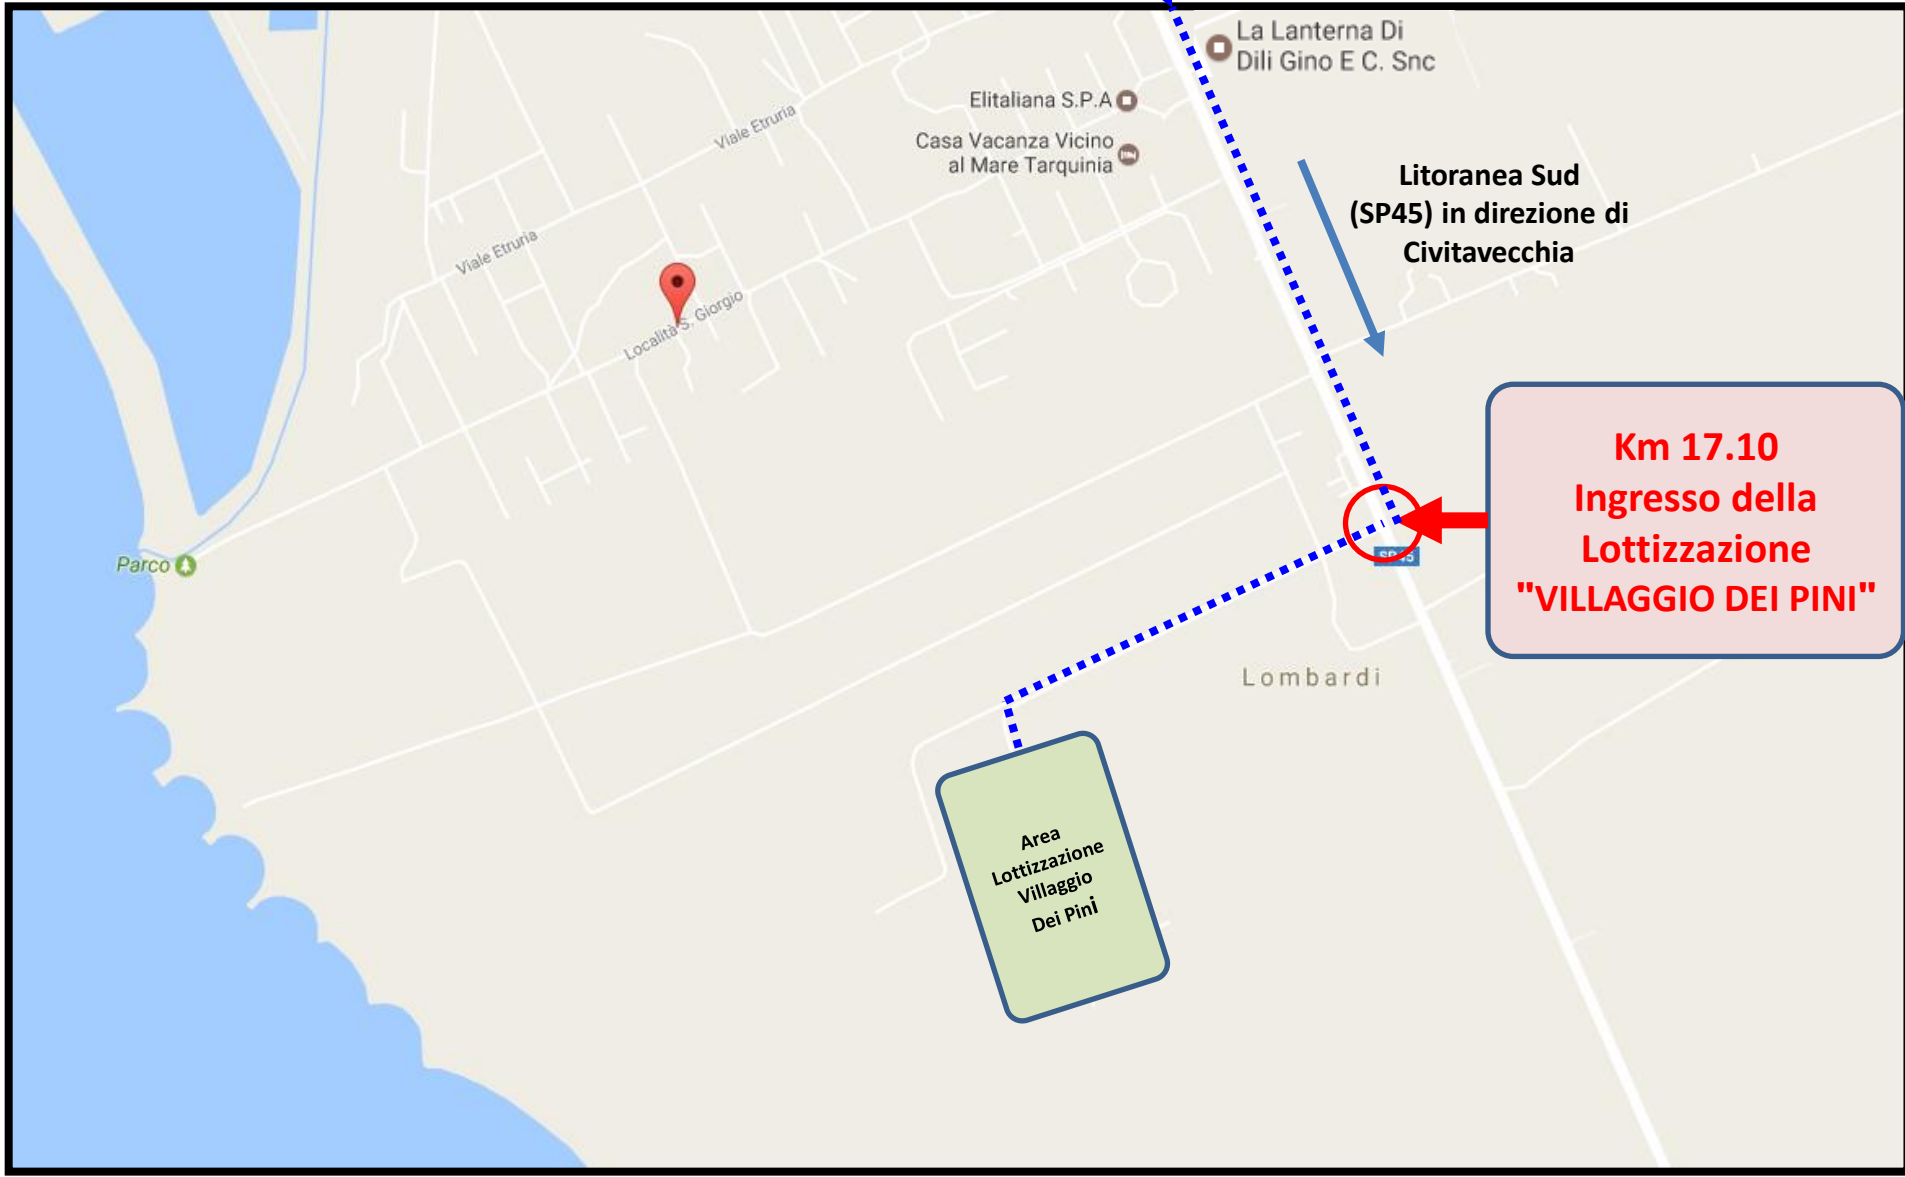 La Lanterna Di
Dili Gino E C. Snc
Elitaliana S.P.A
Viale Etruria
Casa Vacanza Vicino
al Mare Tarquinia
Litoranea Sud
(SP45) in direzione di
Civitavecchia
Viale Etruria
Località S. Giorgio
Km 17.10
Ingresso della
Lottizzazione
"VILLAGGIO DEI PINI"
SP45
Parco
Lombardi
Area
Lottizzazione
Villaggio
Dei Pini